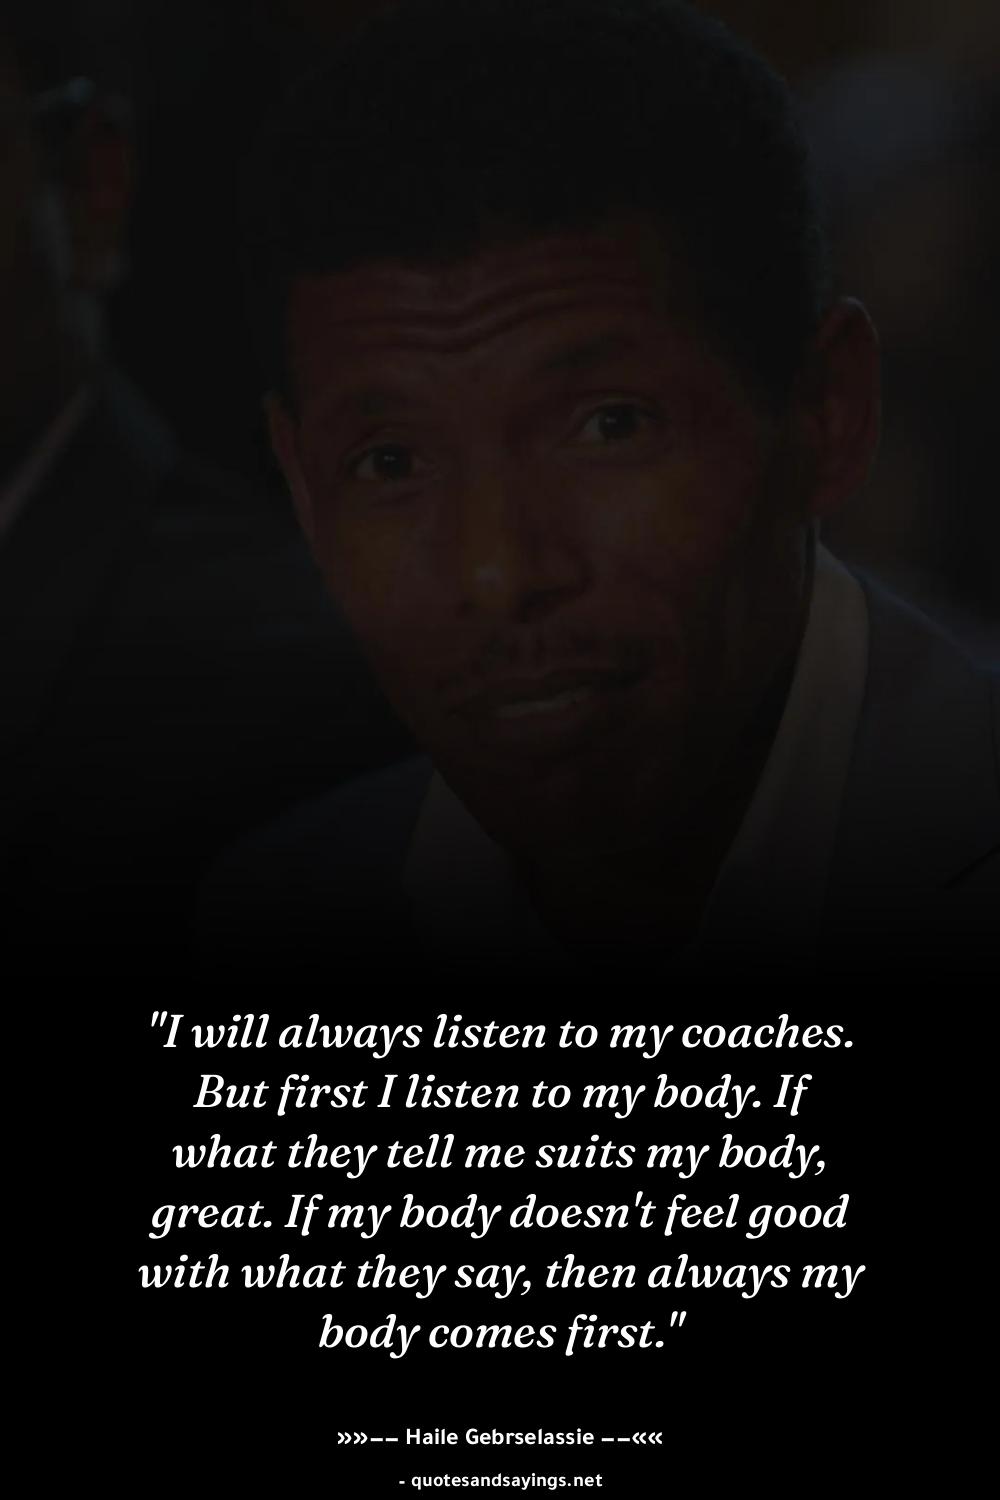 "I will always listen to my coaches.
But first I listen to my body. If
what they tell me suits my body,
great. If my body doesn't feel good
with what they say, then always my
body comes first."
»»−− Haile Gebrselassie −−««
- quotesandsayings.net